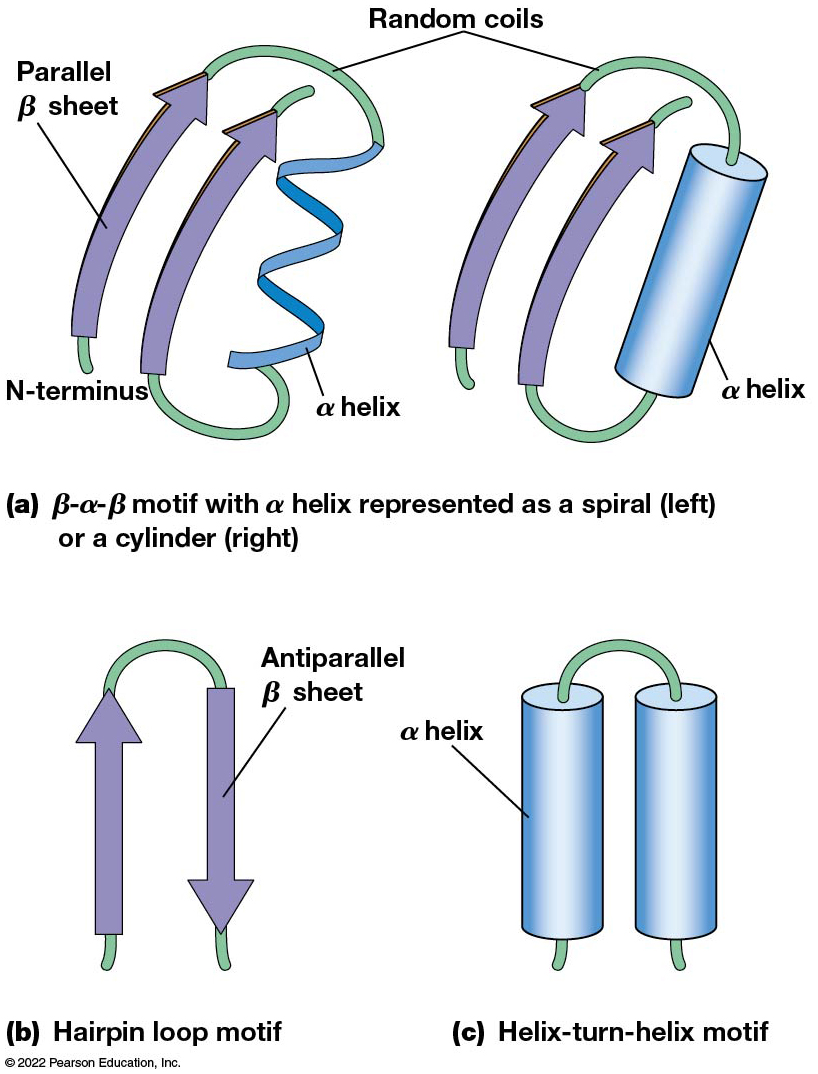 Random coils
Parallel
β sheet
N-terminus
α helix
α helix
(a) β-α-β motif with α helix represented as a spiral (left)
or a cylinder (right)
Antiparallel
β sheet
α helix
(b) Hairpin loop motif
(c) Helix-turn-helix motif
© 2022 Pearson Education, Inc.